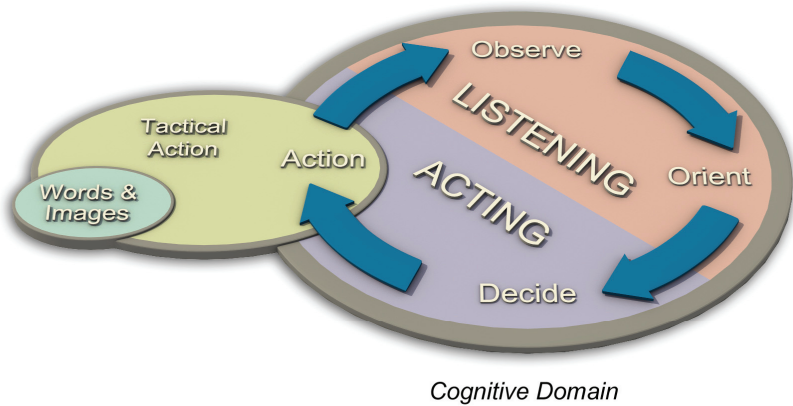 Observe
LISTENING
Tactical
Action
Action
Orient
ACTING
Words &
Images
Decide
Cognitive Domain